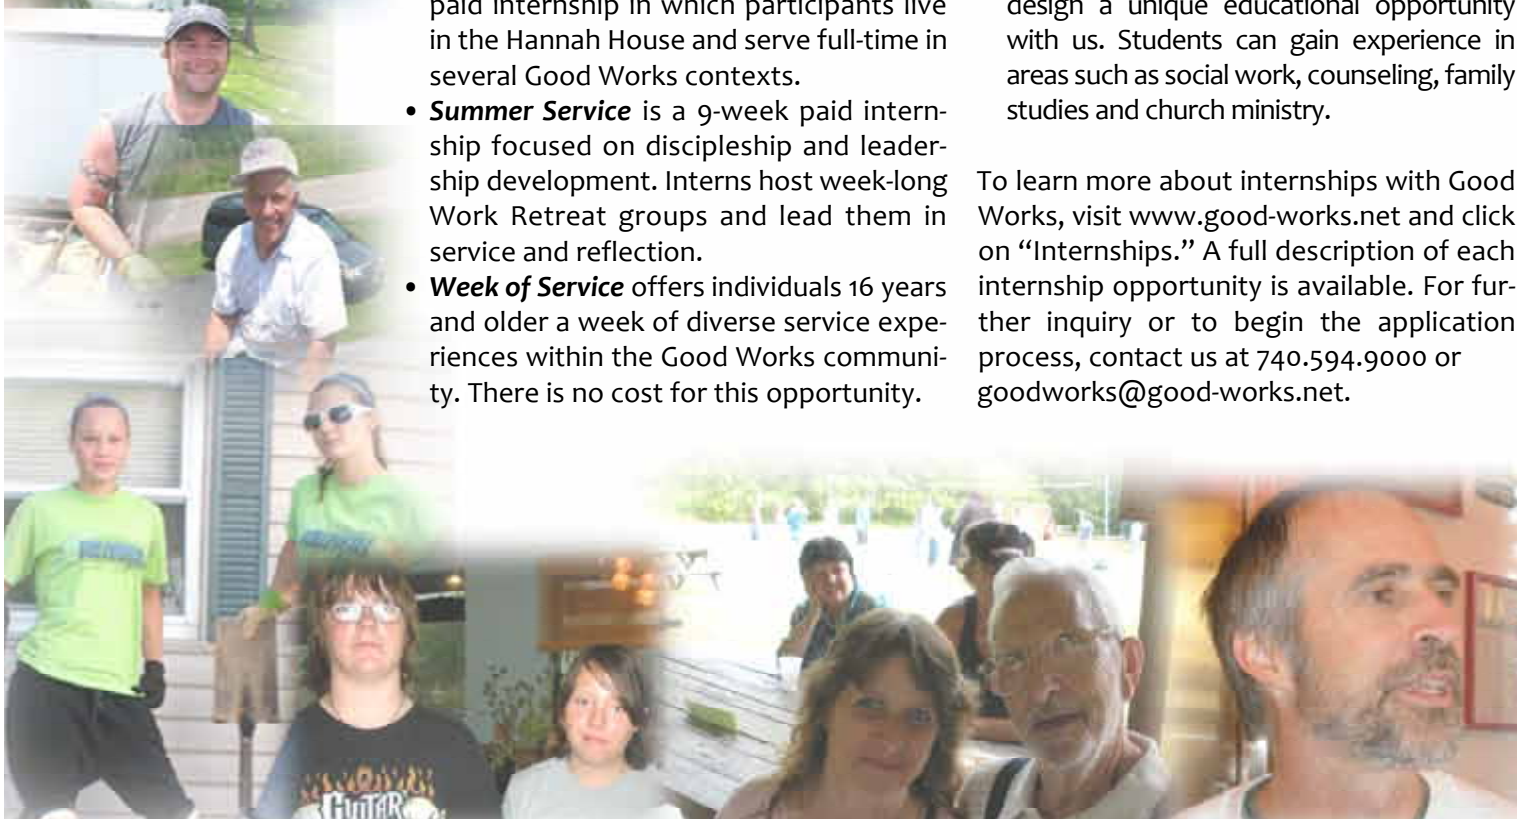 paid internship in which participants live
in the Hannah House and serve full-time in
several Good Works contexts.
• Summer Service is a 9-week paid intern-
ship focused on discipleship and leader-
ship development. Interns host week-long
Work Retreat groups and lead them in
service and reflection.
• Week of Service offers individuals 16 years
and older a week of diverse service expe-
riences within the Good Works communi-
ty. There is no cost for this opportunity.
design a unique educational opportunity
with us. Students can gain experience in
areas such as social work, counseling, family
studies and church ministry.
To learn more about internships with Good
Works, visit www.good-works.net and click
on “Internships.” A full description of each
internship opportunity is available. For fur-
ther inquiry or to begin the application
process, contact us at 740.594.9000 or
goodworks@good-works.net.
GUITAR